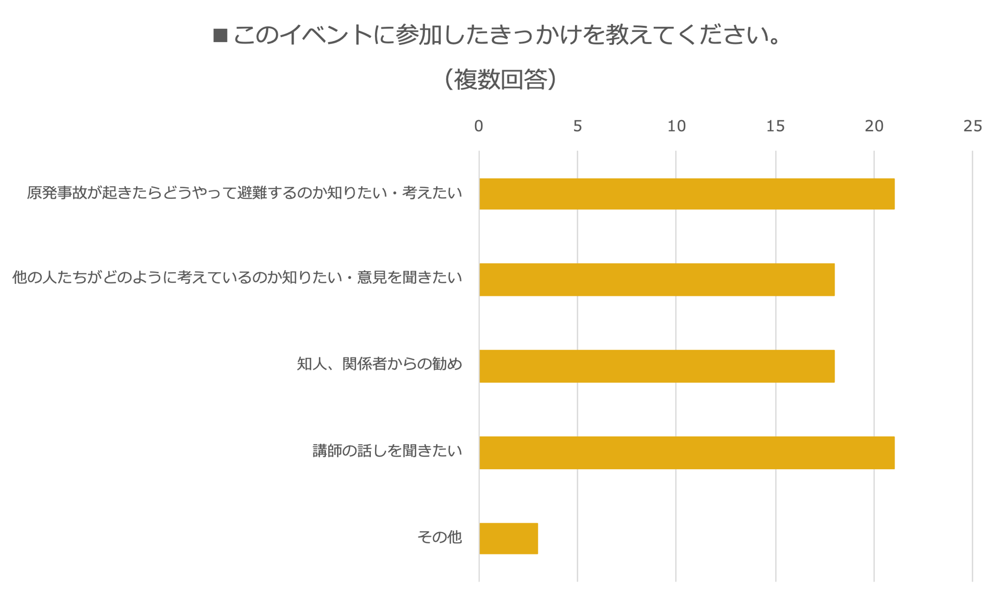 ■このイベントに参加したきっかけを教えてください。
（複数回答）
0 5 10 15 20 25
原発事故が起きたらどうやって避難するのか知りたい・考えたい
他の人たちがどのように考えているのか知りたい・意見を聞きたい
知人、関係者からの勧め
講師の話しを聞きたい
その他